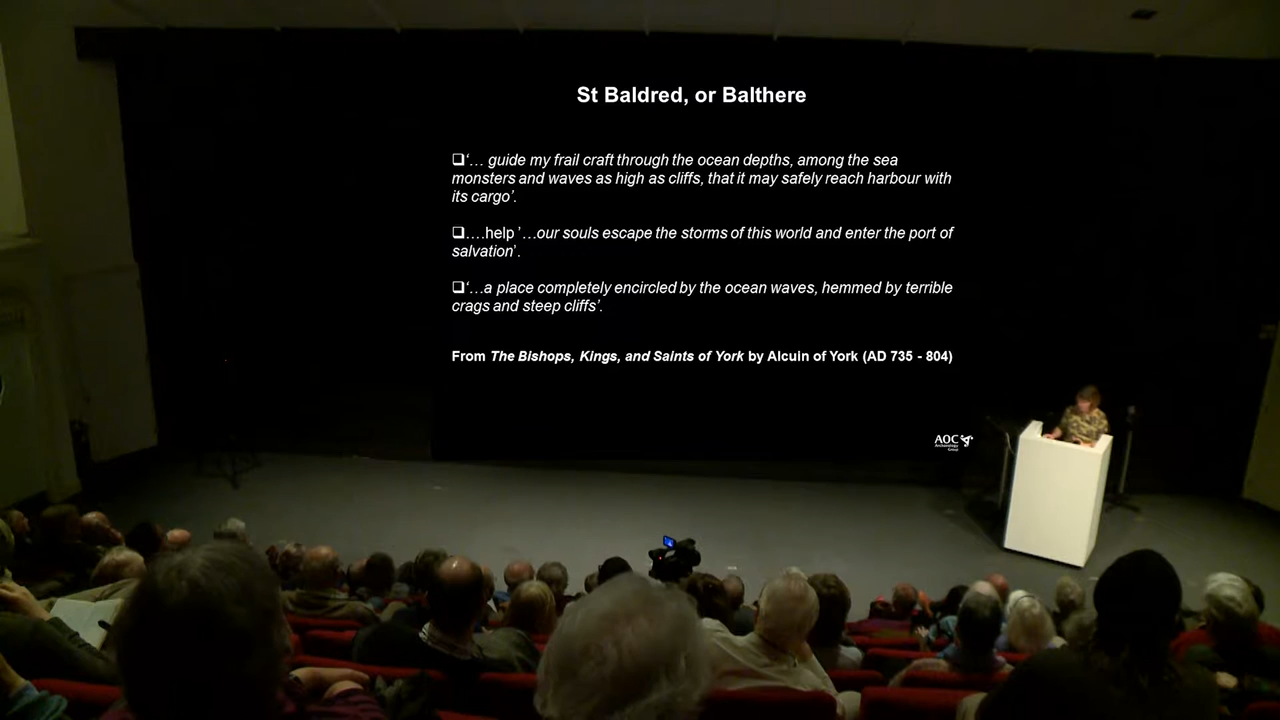 St Baldred, or Balthere
❑‘… guide my frail craft through the ocean depths, among the sea
monsters and waves as high as cliffs, that it may safely reach harbour with
its cargo’.
❑….help ’…our souls escape the storms of this world and enter the port of
salvation’.
❑‘…a place completely encircled by the ocean waves, hemmed by terrible
crags and steep cliffs’.
From The Bishops, Kings, and Saints of York by Alcuin of York (AD 735 - 804)
AOC
Archaeology
Group